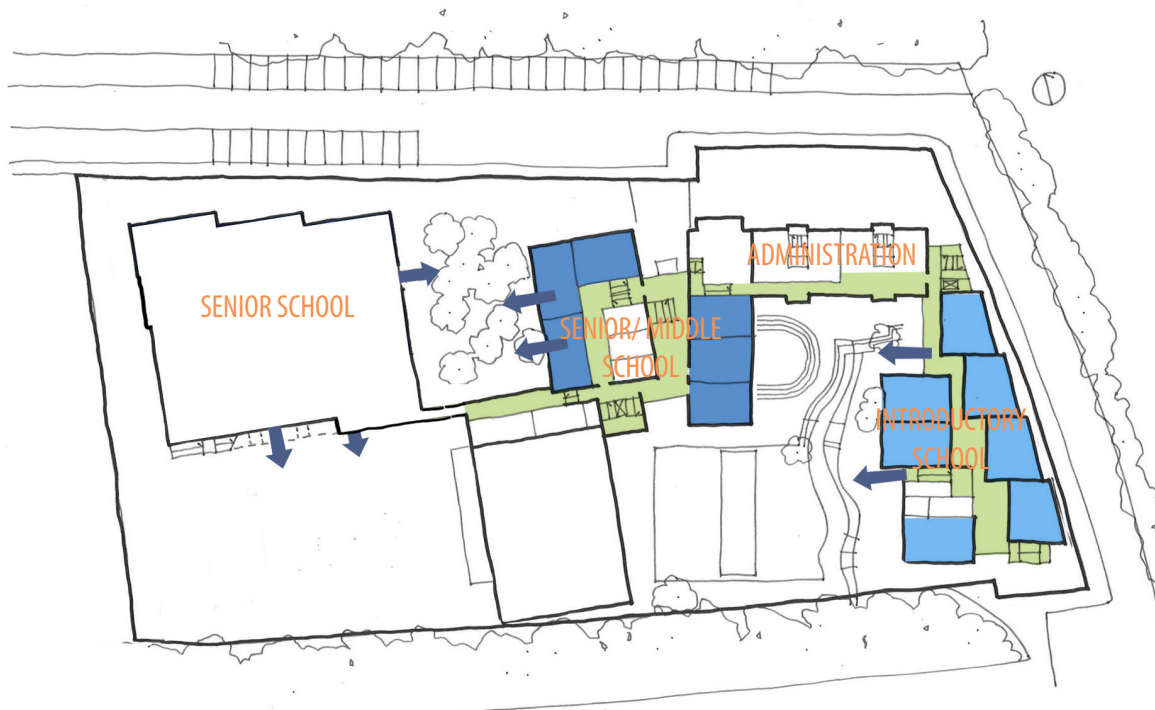 SENIOR SCHOOL
SENIOR/ MIDDLE
SCHOOL
ADMINISTRATION
INTRODUCTORY
SCHOOL